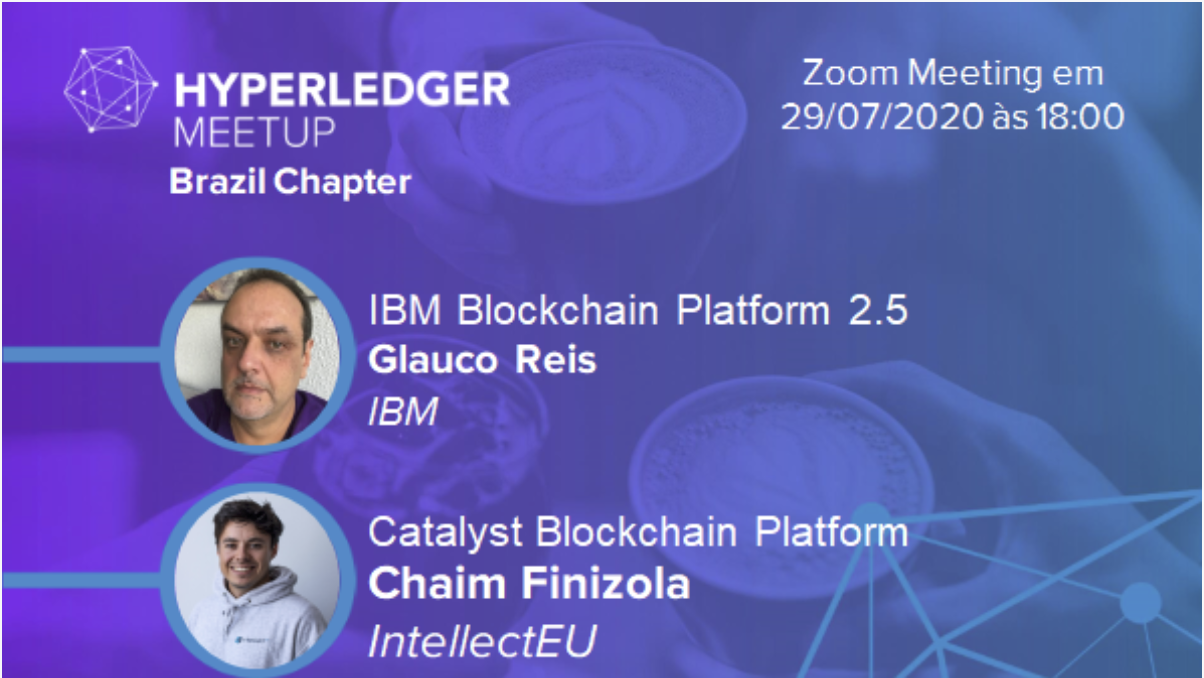 HYPERLEDGER
MEETUP
Brazil Chapter
Zoom Meeting em
29/07/2020 às 18:00
IBM Blockchain Platform 2.5
Glauco Reis
IBM
Catalyst Blockchain Platform
Chaim Finizola
IntellectEU